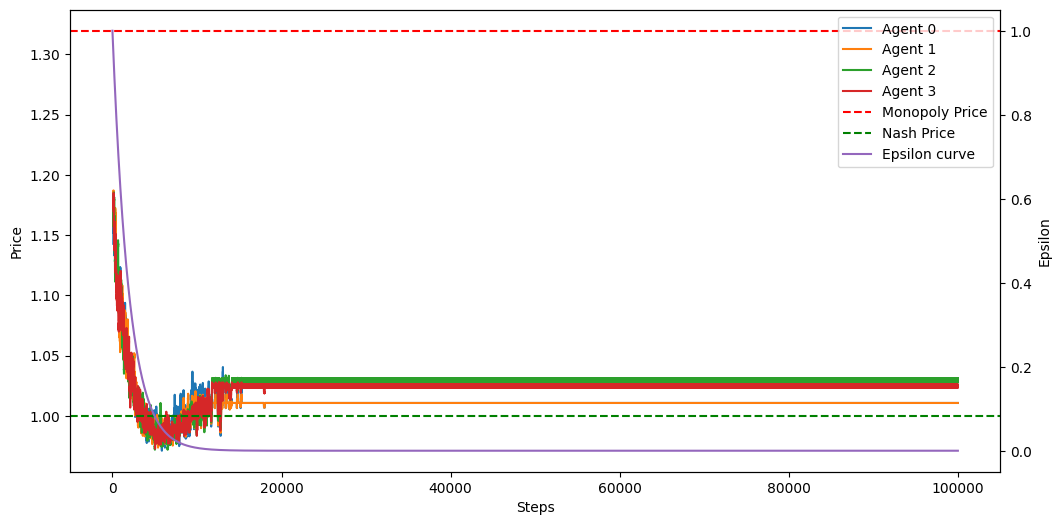 Agent 0
Agent 1
Agent 2
Agent 3
Monopoly Price
Nash Price
Epsilon curve
1.30
1.25
1.20
1.15
1.10
1.05
1.00
Price
1.0
0.8
0.6
0.4
0.2
0.0
Epsilon
0
20000
40000
60000
80000
100000
Steps